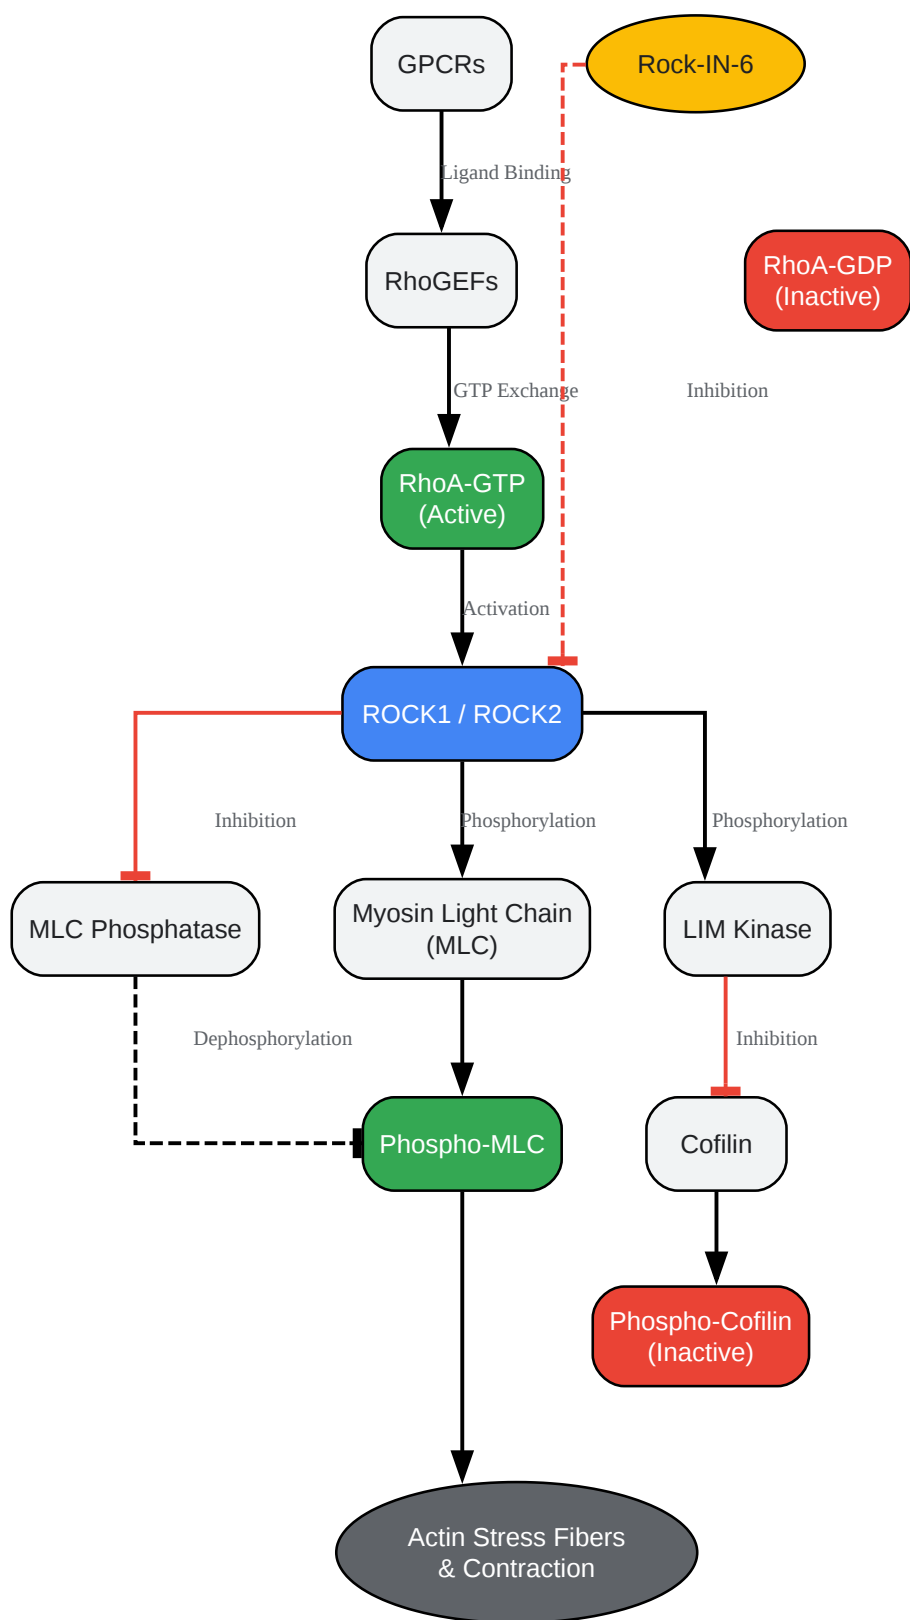 GPCRs
Rock-IN-6
Ligand Binding
RhoGEFs
RhoA-GDP
(Inactive)
GTP Exchange
Inhibition
RhoA-GTP
(Active)
Activation
ROCK1 / ROCK2
Inhibition
Phosphorylation
Phosphorylation
MLC Phosphatase
Myosin Light Chain
(MLC)
LIM Kinase
Dephosphorylation
Inhibition
Phospho-MLC
Cofilin
Phospho-Cofilin
(Inactive)
Actin Stress Fibers
& Contraction